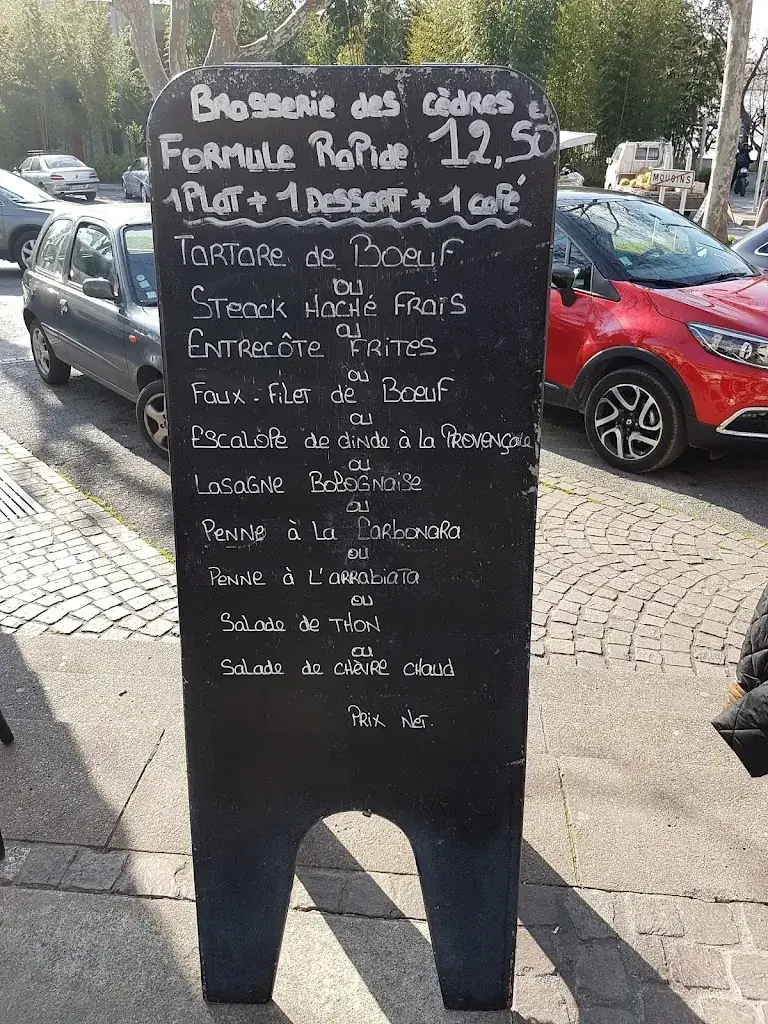 Brasserie des cèdres
Formule Rapide 12,50
1 Plat + 1 Dessert + 1 café
Tartare de Boeuf
ou
Steack Haché Frais
ou
Entrecôte Frites
ou
Faux-Filet de Boeuf
ou
Escalope de dinde à la Provençale
ou
Lasagne Bolognaise
ou
Penne à La Carbonara
ou
Penne à L'arrabiata
ou
Salade de Thon
ou
Salade de chèvre chaud
Prix Net.
MOUGINS